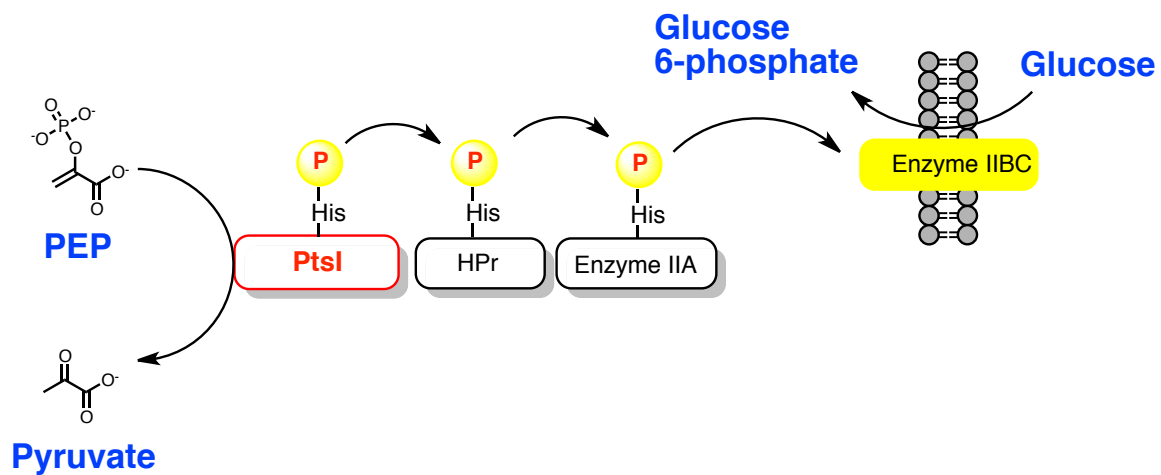 Glucose
6-phosphate
Glucose
O
O-
P
-O
O
O-
O
PEP
P
P
P
His
His
His
PtsI
HPr
Enzyme IIA
Enzyme IIBC
O
O-
O
Pyruvate